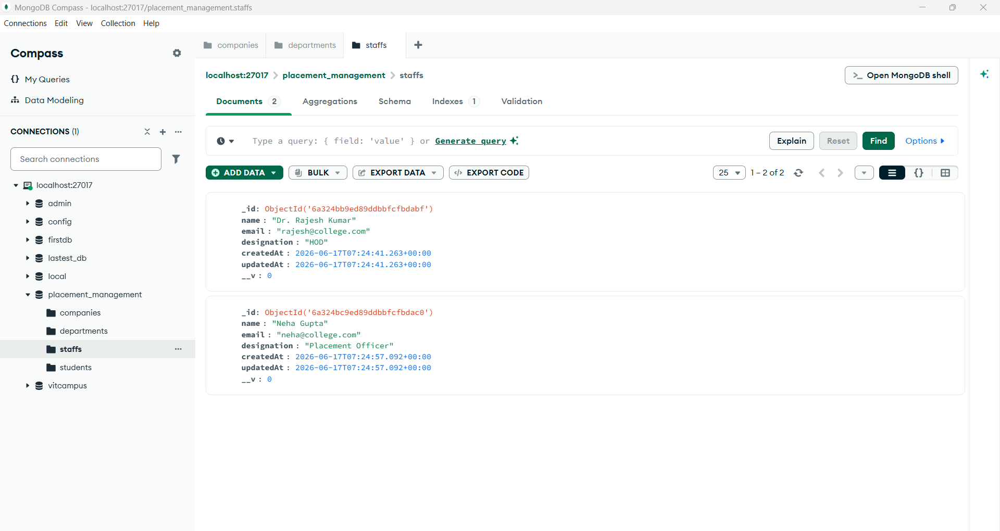 MongoDB Compass - localhost:27017/placement_management.staffs
Connections Edit View Collection Help
Compass
My Queries
Data Modeling
CONNECTIONS (1)
Search connections
localhost:27017
admin
config
firstdb
lastest_db
local
placement_management
companies
departments
staffs
students
vitcampus
companies departments staffs
localhost:27017 placement_management staffs
>_ Open MongoDB shell
Documents 2 Aggregations Schema Indexes 1 Validation
Type a query: { field: 'value' } or Generate query
Explain Reset Find Options
ADD DATA BULK EXPORT DATA </> EXPORT CODE
25 1 – 2 of 2 {}
_id: ObjectId('6a324bb9ed89ddbbfcfbdabf')
name : "Dr. Rajesh Kumar"
email : "rajesh@college.com"
designation : "HOD"
createdAt : 2026-06-17T07:24:41.263+00:00
updatedAt : 2026-06-17T07:24:41.263+00:00
__v : 0
_id: ObjectId('6a324bc9ed89ddbbfcfbdac0')
name : "Neha Gupta"
email : "neha@college.com"
designation : "Placement Officer"
createdAt : 2026-06-17T07:24:57.092+00:00
updatedAt : 2026-06-17T07:24:57.092+00:00
__v : 0